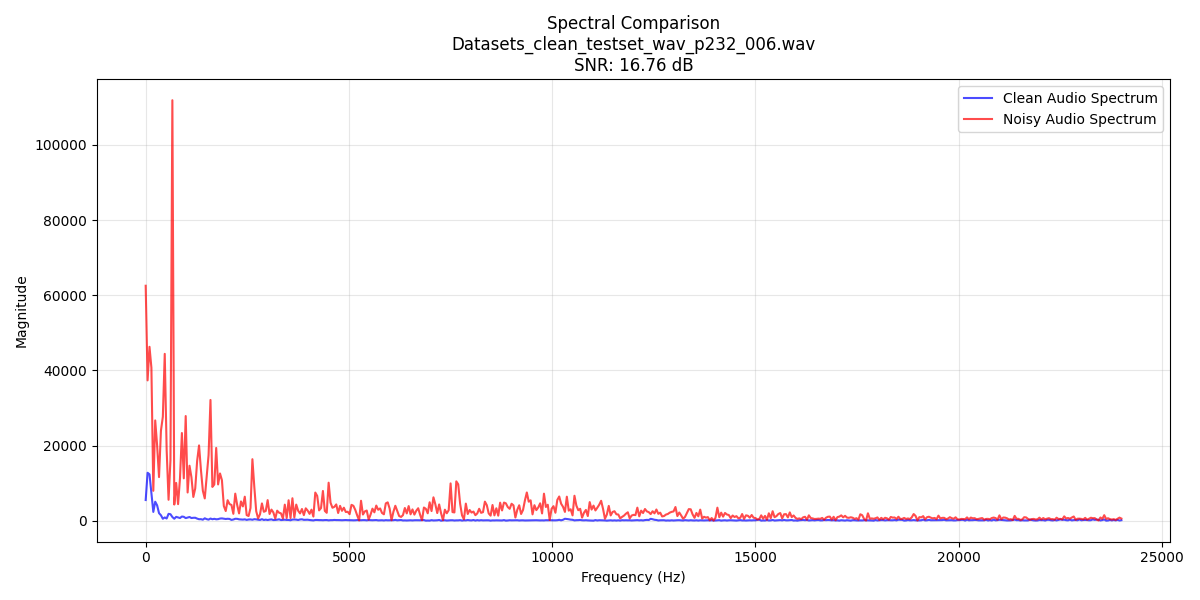 Spectral Comparison
Datasets_clean_testset_wav_p232_006.wav
SNR: 16.76 dB
Clean Audio Spectrum
Noisy Audio Spectrum
Magnitude
100000
80000
60000
40000
20000
0
0 5000 10000 15000 20000 25000
Frequency (Hz)